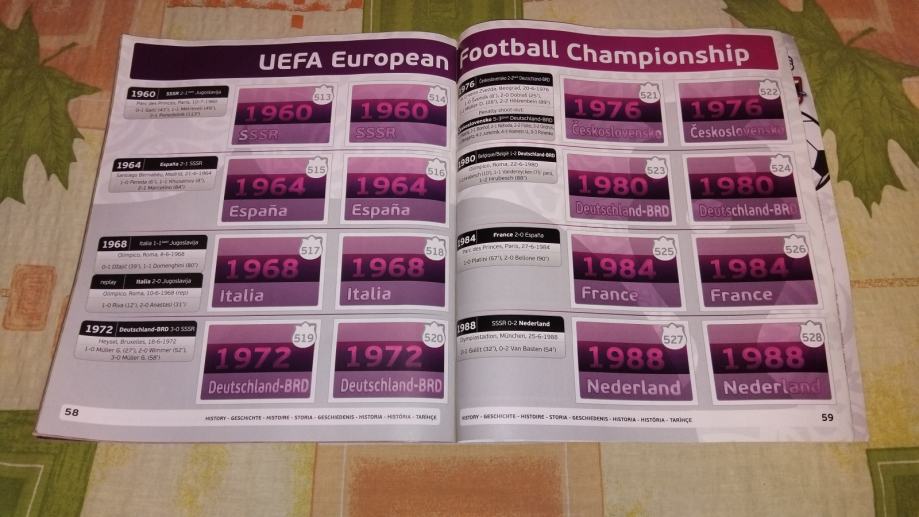 UEFA European Football Championship
1960 SSSR 2-1 Jugoslavija
Parc des Princes, Paris, 10-7-1960
513
1960
SSSR
514
1960
SSSR
1964 España 2-1 SSSR
Santiago Bernabéu, Madrid, 21-6-1964
1-0 Pereda (6'), 1-1 Khusainov (8'),
2-1 Marcelino (84')
515
1964
España
516
1964
España
1968 Italia 1-1 Jugoslavija
Olimpico, Roma, 8-6-1968
0-1 Džajić (39'), 1-1 Domenghini (80')
replay Italia 2-0 Jugoslavija
Olimpico, Roma, 10-6-1968 (rep)
1-0 Riva (12'), 2-0 Anastasi (31')
517
1968
Italia
518
1968
Italia
1972 Deutschland-BRD 3-0 SSSR
Heysel, Bruxelles, 18-6-1972
1-0 Müller G. (27'), 2-0 Wimmer (52'),
3-0 Müller G. (58')
519
1972
Deutschland-BRD
520
1972
Deutschland-BRD
58
HISTORY - GESCHICHTE - HISTOIRE - STORIA - GESCHIEDENIS - HISTORIA - HISTÓRIA - TARİHÇE
1976 Československo 2-2 Deutschland-BRD
Beograd, 20-6-1976
Penalty shoot-out:
5-3 Deutschland-BRD
521
1976
Československo
522
1976
Československo
1980 Belgique/België 1-2 Deutschland-BRD
Olimpico, Roma, 22-6-1980
1-2 Hrubesch (88')
523
1980
Deutschland-BRD
524
1980
Deutschland-BRD
1984 France 2-0 España
Parc des Princes, Paris, 27-6-1984
1-0 Platini (57'), 2-0 Bellone (90')
525
1984
France
526
1984
France
1988 SSSR 0-2 Nederland
Olympiastadion, München, 25-6-1988
0-1 Gullit (32'), 0-2 Van Basten (54')
527
1988
Nederland
528
1988
Nederland
HISTORY - GESCHICHTE - HISTOIRE - STORIA - GESCHIEDENIS - HISTORIA - HISTÓRIA - TARİHÇE
59